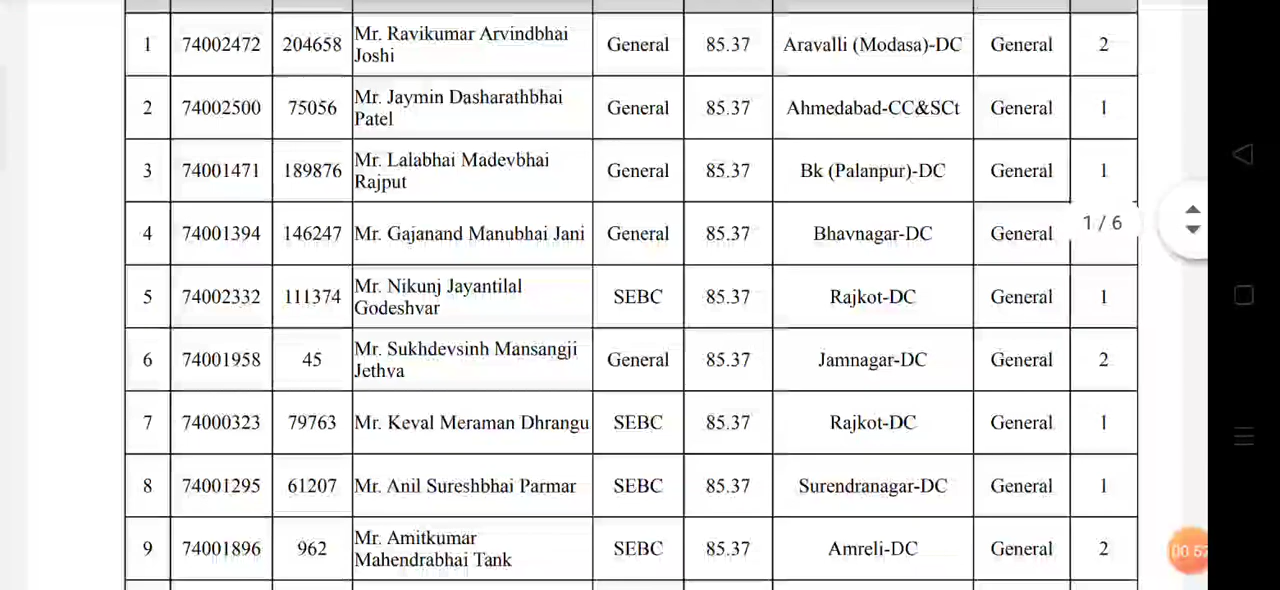 1 74002472 204658 Mr. Ravikumar Arvindbhai Joshi General 85.37 Aravalli (Modasa)-DC General 2
2 74002500 75056 Mr. Jaymin Dasharathbhai Patel General 85.37 Ahmedabad-CC&SCt General 1
3 74001471 189876 Mr. Lalabhai Madevbhai Rajput General 85.37 Bk (Palanpur)-DC General 1
4 74001394 146247 Mr. Gajanand Manubhai Jani General 85.37 Bhavnagar-DC General
1 / 6
5 74002332 111374 Mr. Nikunj Jayantilal Godeshvar SEBC 85.37 Rajkot-DC General 1
6 74001958 45 Mr. Sukhdevsinh Mansangji Jethva General 85.37 Jamnagar-DC General 2
7 74000323 79763 Mr. Keval Meraman Dhrangu SEBC 85.37 Rajkot-DC General 1
8 74001295 61207 Mr. Anil Sureshbhai Parmar SEBC 85.37 Surendranagar-DC General 1
9 74001896 962 Mr. Amitkumar Mahendrabhai Tank SEBC 85.37 Amreli-DC General 2